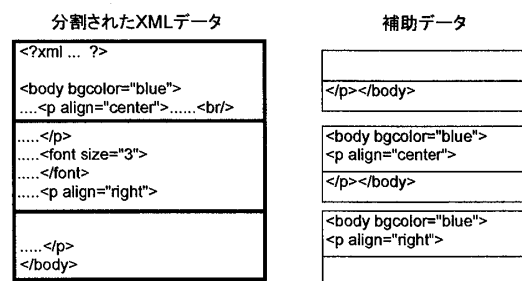 分割されたXMLデータ
<?xml ... ?>
<body bgcolor="blue">
....<p align="center">......<br/>
.....</p>
.....<font size="3">
.....</font>
.....<p align="right">
.....</p>
</body>
補助データ
</p></body>
<body bgcolor="blue">
<p align="center">
</p></body>
<body bgcolor="blue">
<p align="right">